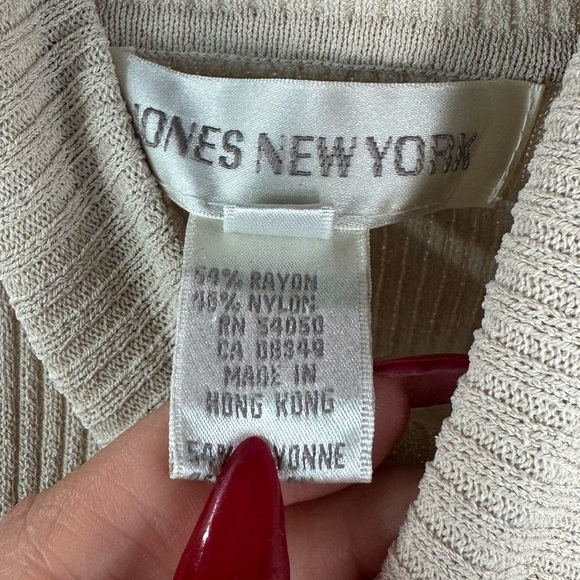 JONES NEW YORK
54% RAYON
46% NYLON
RN 54050
CA 08349
MADE IN
HONG KONG